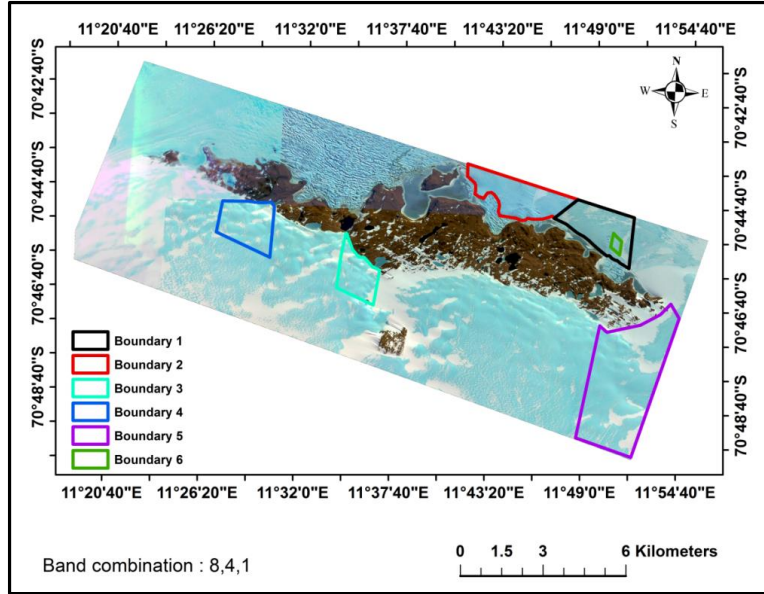 11°20'40"E 11°26'20"E 11°32'0"E 11°37'40"E 11°43'20"E 11°49'0"E 11°54'40"E
70°42'40"S
70°44'40"S
70°46'40"S
70°48'40"S
N
W E
S
70°42'40"S
70°44'40"S
70°46'40"S
70°48'40"S
Boundary 1
Boundary 2
Boundary 3
Boundary 4
Boundary 5
Boundary 6
11°20'40"E 11°26'20"E 11°32'0"E 11°37'40"E 11°43'20"E 11°49'0"E 11°54'40"E
Band combination : 8,4,1
0 1.5 3 6 Kilometers